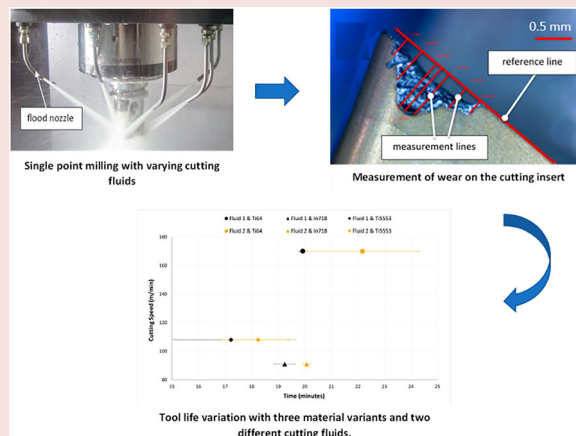 flood nozzle
Single point milling with varying cutting
fluids
0.5 mm
reference line
measurement lines
Measurement of wear on the cutting insert
Fluid 1 & Ti64
Fluid 1 & In718
Fluid 1 & Ti5553
Fluid 2 & Ti64
Fluid 2 & In718
Fluid 2 & Ti5553
Cutting Speed (m/min)
180
160
140
120
100
80
15 16 17 18 19 20 21 22 23 24 25
Time (minutes)
Tool life variation with three material variants and two
different cutting fluids.